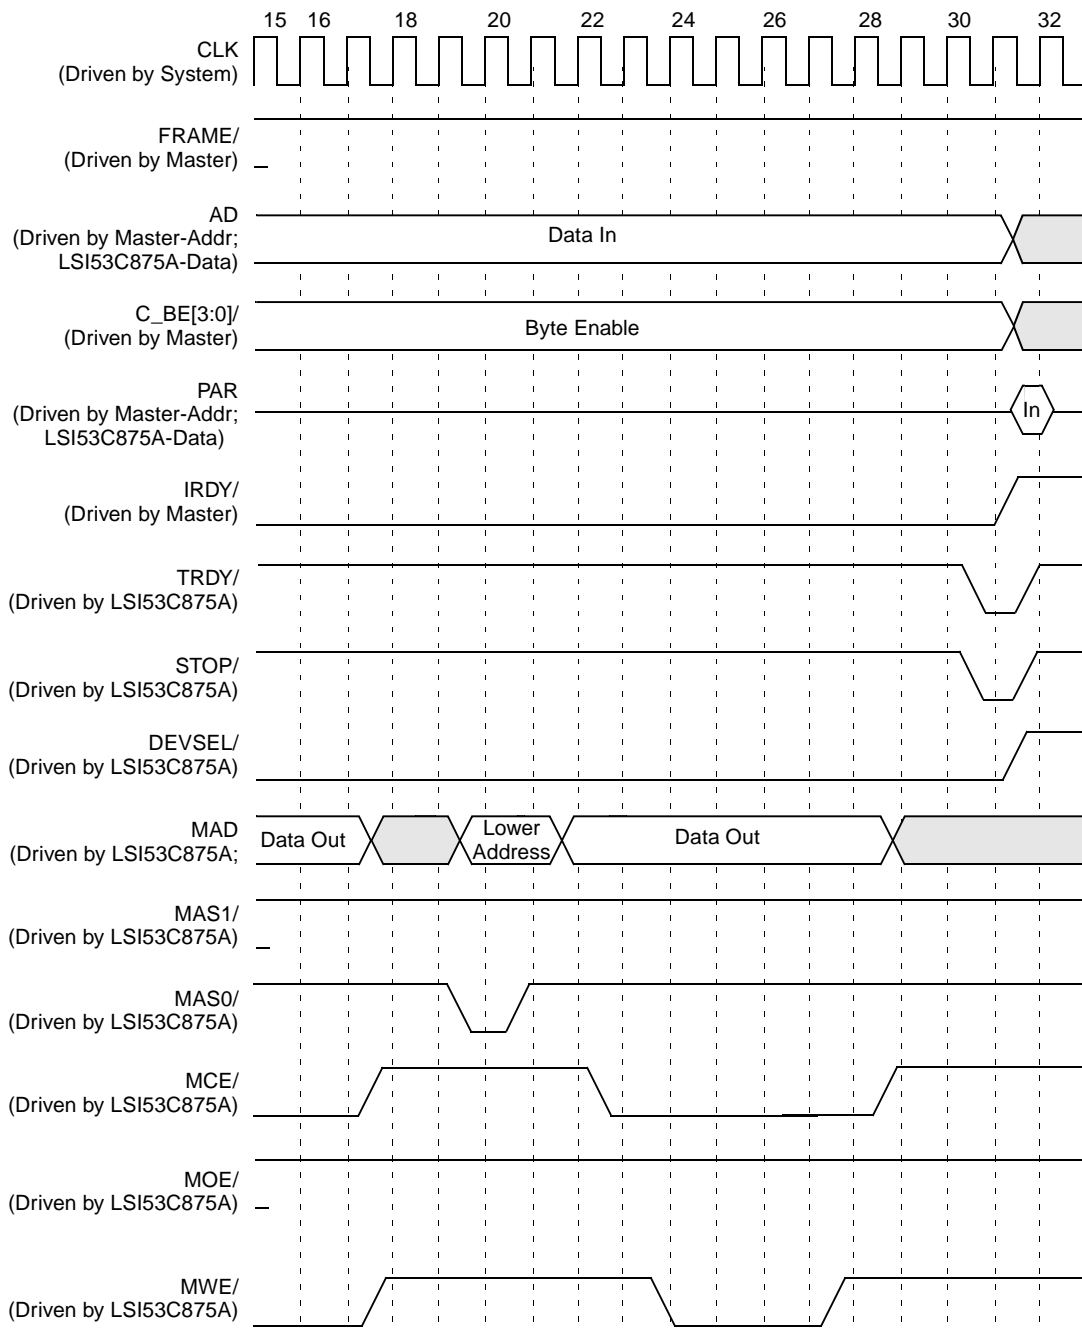 15 16 18 20 22 24 26 28 30 32
CLK
(Driven by System)
FRAME/
(Driven by Master)
AD
(Driven by Master-Addr;
LSI53C875A-Data)
Data In
C_BE[3:0]/
(Driven by Master)
Byte Enable
PAR
(Driven by Master-Addr;
LSI53C875A-Data)
In
IRDY/
(Driven by Master)
TRDY/
(Driven by LSI53C875A)
STOP/
(Driven by LSI53C875A)
DEVSEL/
(Driven by LSI53C875A)
MAD
(Driven by LSI53C875A;
Data Out
Lower
Address
Data Out
MAS1/
(Driven by LSI53C875A)
MAS0/
(Driven by LSI53C875A)
MCE/
(Driven by LSI53C875A)
MOE/
(Driven by LSI53C875A)
MWE/
(Driven by LSI53C875A)